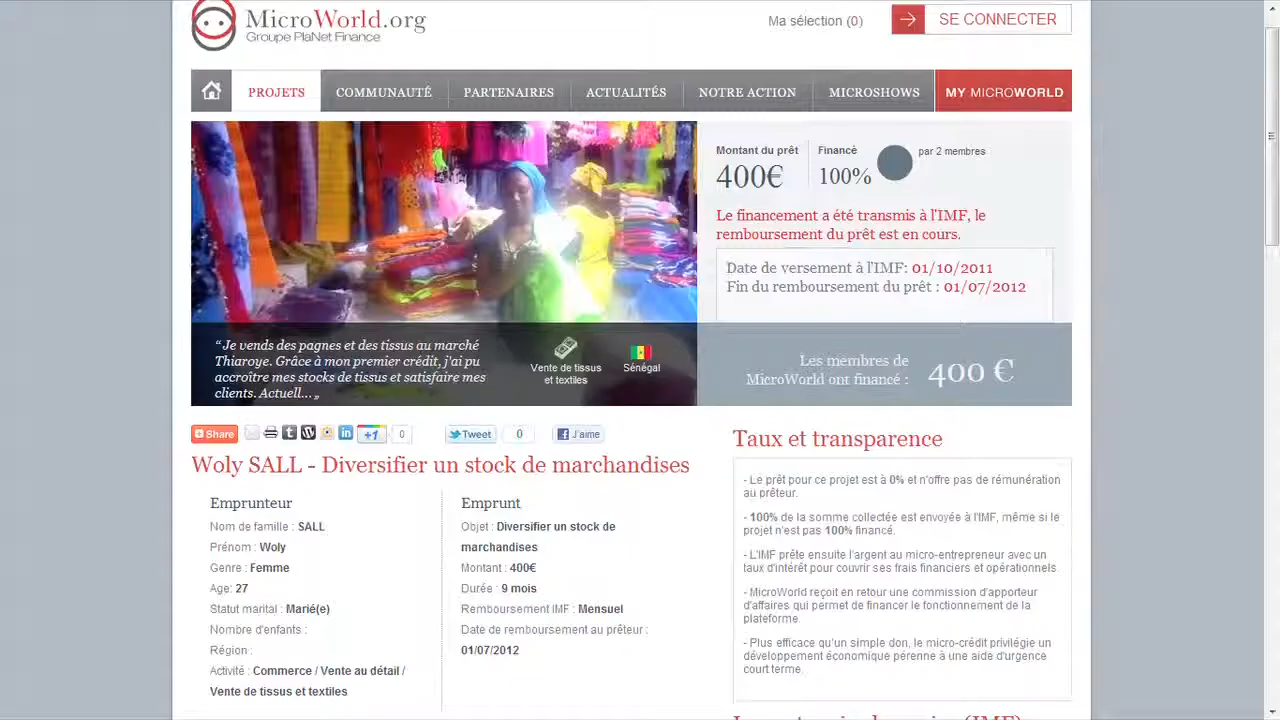 MicroWorld.org
Groupe PlaNet Finance
Ma sélection (0)
SE CONNECTER
PROJETS
COMMUNAUTÉ
PARTENAIRES
ACTUALITÉS
NOTRE ACTION
MICROSHOWS
MY MICROWORLD
Montant du prêt
400€
Financé
100%
par 2 membres
Le financement a été transmis à l'IMF, le
remboursement du prêt est en cours.
Date de versement à l'IMF: 01/10/2011
Fin du remboursement du prêt : 01/07/2012
“ Je vends des pagnes et des tissus au marché
Thiaroye. Grâce à mon premier crédit, j'ai pu
accroître mes stocks de tissus et satisfaire mes
clients. Actuell... „
Vente de tissus
et textiles
Sénégal
Les membres de
MicroWorld ont financé :
400 €
Share
+1
0
Tweet
0
J'aime
Woly SALL - Diversifier un stock de marchandises
Emprunteur
Nom de famille : SALL
Prénom : Woly
Genre : Femme
Age: 27
Statut marital : Marié(e)
Nombre d'enfants :
Région :
Activité : Commerce / Vente au détail /
Vente de tissus et textiles
Emprunt
Objet : Diversifier un stock de
marchandises
Montant : 400€
Durée : 9 mois
Remboursement IMF : Mensuel
Date de remboursement au prêteur :
01/07/2012
Taux et transparence
- Le prêt pour ce projet est à 0% et n'offre pas de rémunération
au prêteur.
- 100% de la somme collectée est envoyée à l'IMF, même si le
projet n'est pas 100% financé.
- L'IMF prête ensuite l'argent au micro-entrepreneur avec un
taux d'intérêt pour couvrir ses frais financiers et opérationnels
- MicroWorld reçoit en retour une commission d'apporteur
d'affaires qui permet de financer le fonctionnement de la
plateforme.
- Plus efficace qu'un simple don, le micro-crédit privilégie un
développement économique pérenne à une aide d'urgence
court terme.